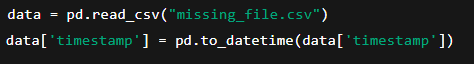 data = pd.read_csv("missing_file.csv")
data['timestamp'] = pd.to_datetime(data['timestamp'])